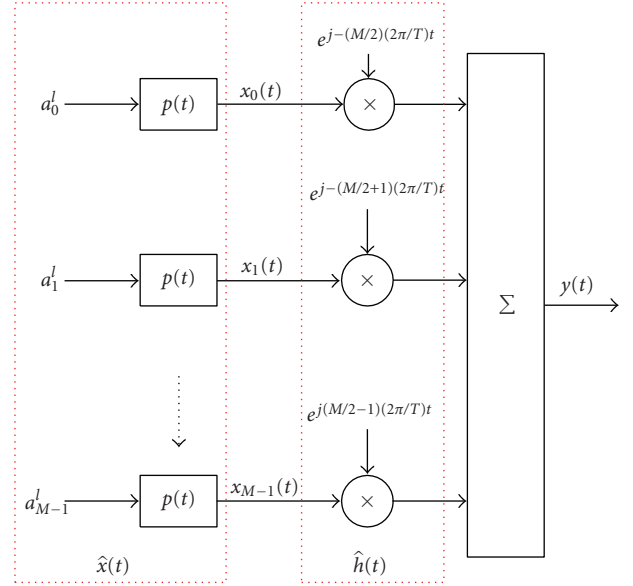 e^{j−(M/2)(2π/T)t}
a_0^l p(t) x_0(t) ×
e^{j−(M/2+1)(2π/T)t}
a_1^l p(t) x_1(t) × Σ y(t)
e^{j(M/2−1)(2π/T)t}
a_{M−1}^l p(t) x_{M−1}(t) ×
x̂(t) ĥ(t)